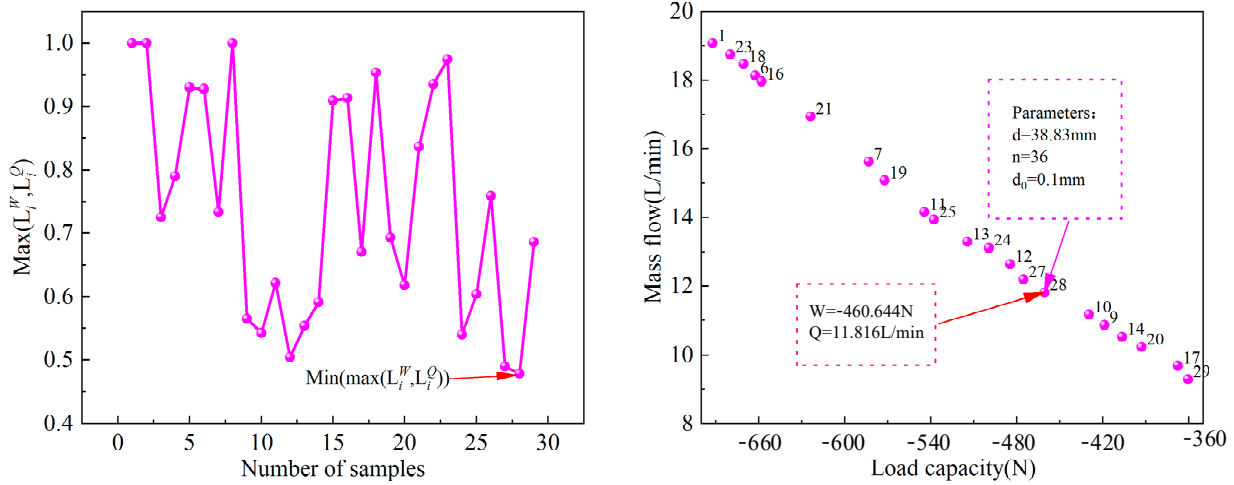 1.0
0.9
0.8
0.7
0.6
0.5
0.4
Max(L_i^W,L_i^Q)
Min(max(L_i^W,L_i^Q))
0 5 10 15 20 25 30
Number of samples
20
18
16
14
12
10
8
Mass flow(L/min)
1
23
18
6
16
21
7
19
11
25
13
24
12
27
28
10
9
14
20
17
29
Parameters:
d=38.83mm
n=36
d₀=0.1mm
W=-460.644N
Q=11.816L/min
-660 -600 -540 -480 -420 -360
Load capacity(N)